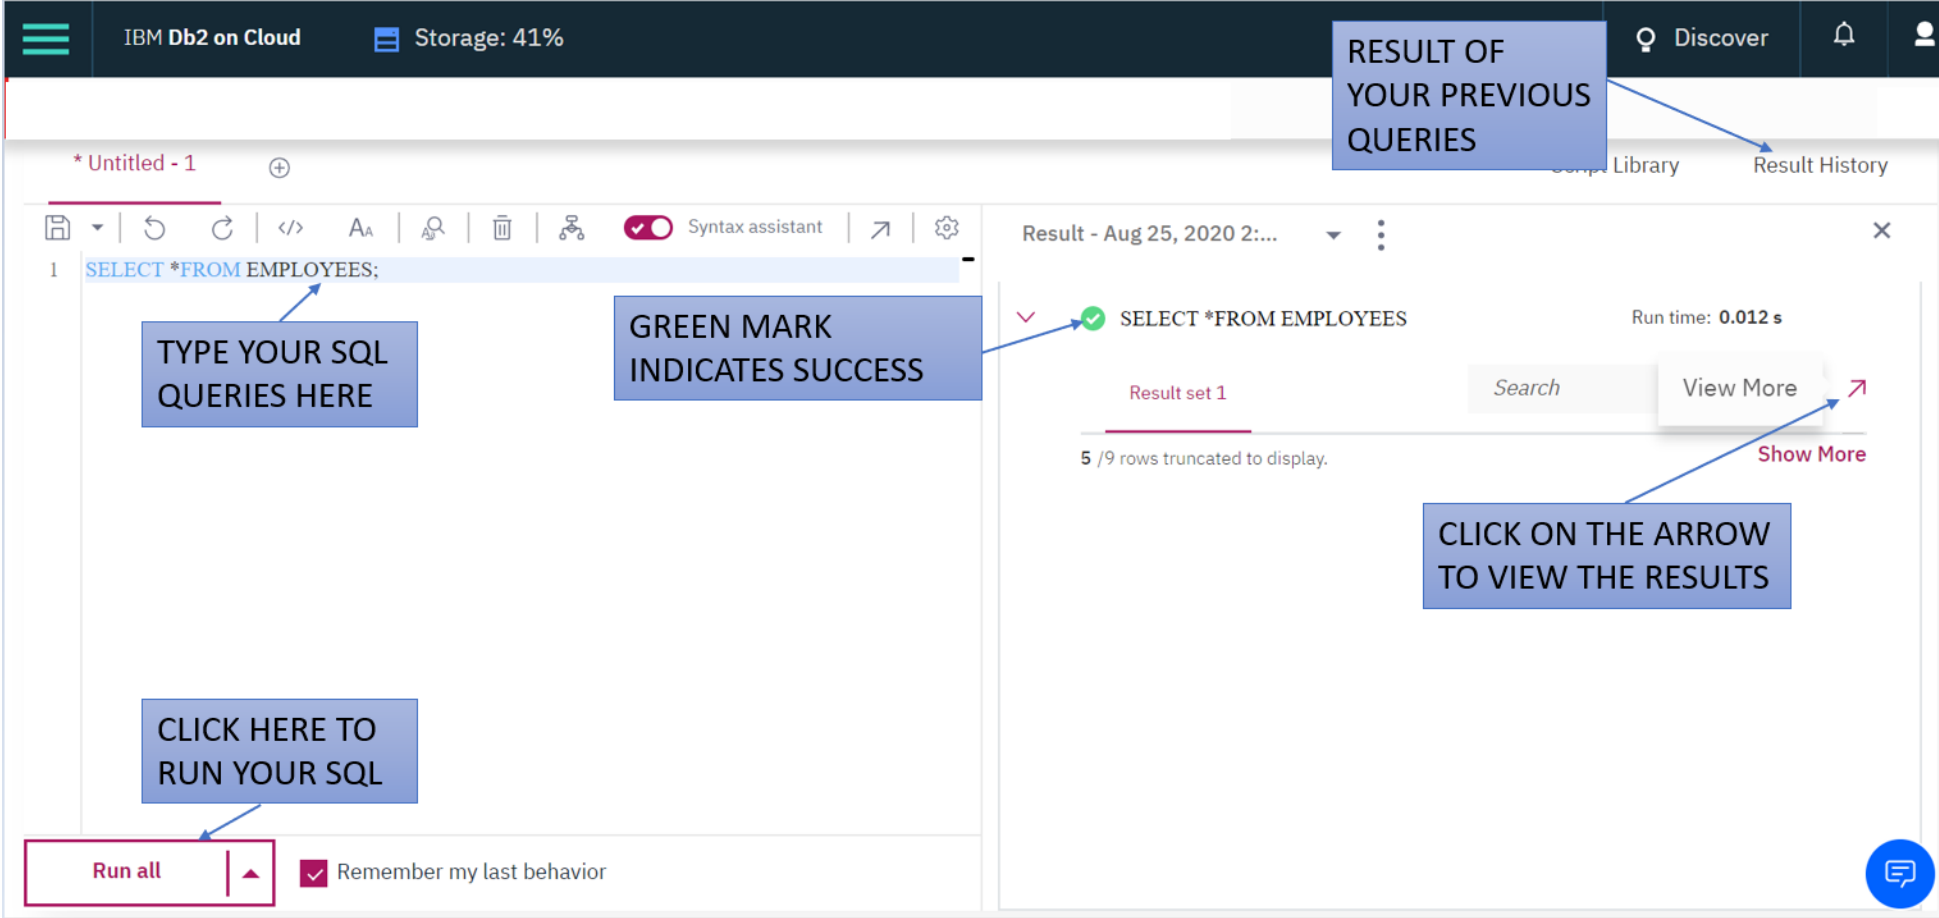 IBM Db2 on Cloud
Storage: 41%
RESULT OF
YOUR PREVIOUS
QUERIES
Discover
* Untitled - 1
Library
Result History
</>
AA
Syntax assistant
Result - Aug 25, 2020 2:...
1 SELECT *FROM EMPLOYEES;
TYPE YOUR SQL
QUERIES HERE
GREEN MARK
INDICATES SUCCESS
SELECT *FROM EMPLOYEES
Run time: 0.012 s
Result set 1
Search
View More
5 /9 rows truncated to display.
Show More
CLICK ON THE ARROW
TO VIEW THE RESULTS
CLICK HERE TO
RUN YOUR SQL
Run all
Remember my last behavior